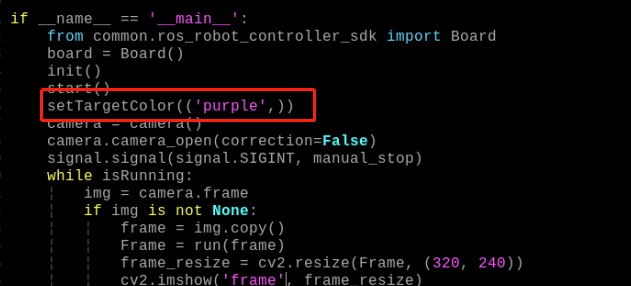 if __name__ == '__main__':
from common.ros_robot_controller_sdk import Board
board = Board()
init()
start()
setTargetColor(('purple',))
camera = Camera()
camera.camera_open(correction=False)
signal.signal(signal.SIGINT, manual_stop)
while isRunning:
img = camera.frame
if img is not None:
frame = img.copy()
Frame = run(frame)
frame_resize = cv2.resize(Frame, (320, 240))
cv2.imshow('frame', frame_resize)